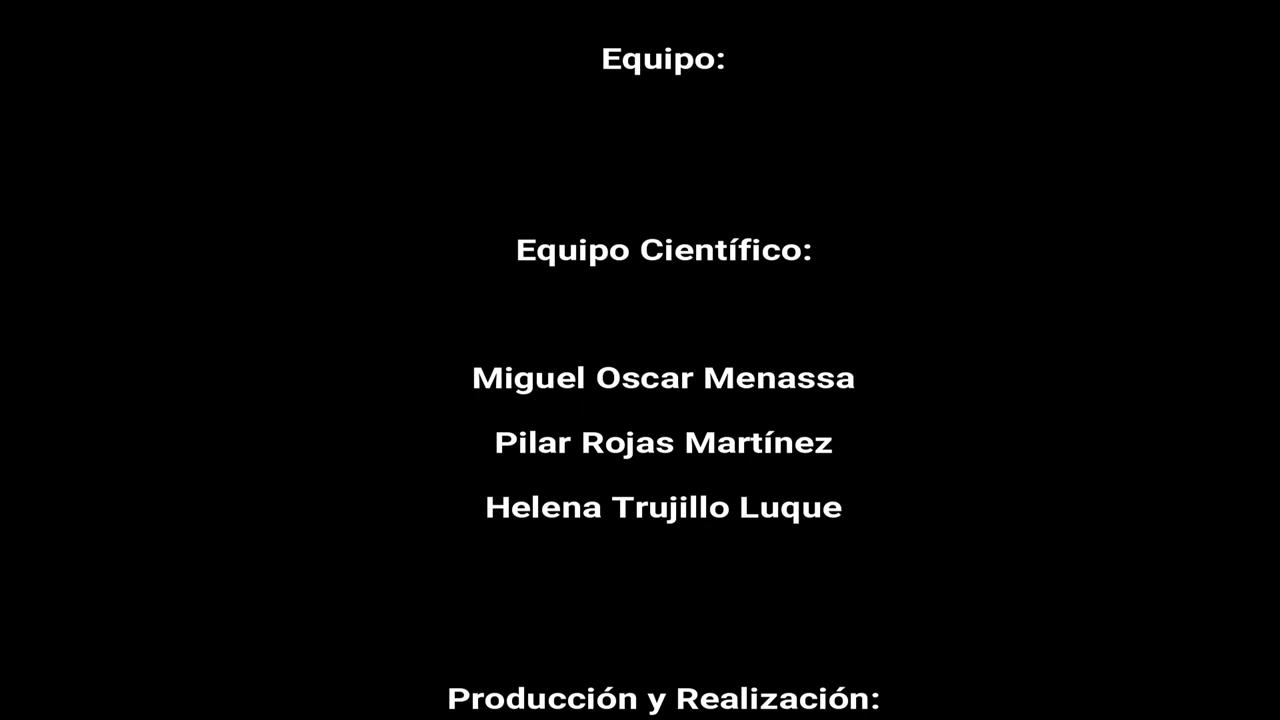 Equipo:
Equipo Científico:
Miguel Oscar Menassa
Pilar Rojas Martínez
Helena Trujillo Luque
Producción y Realización: